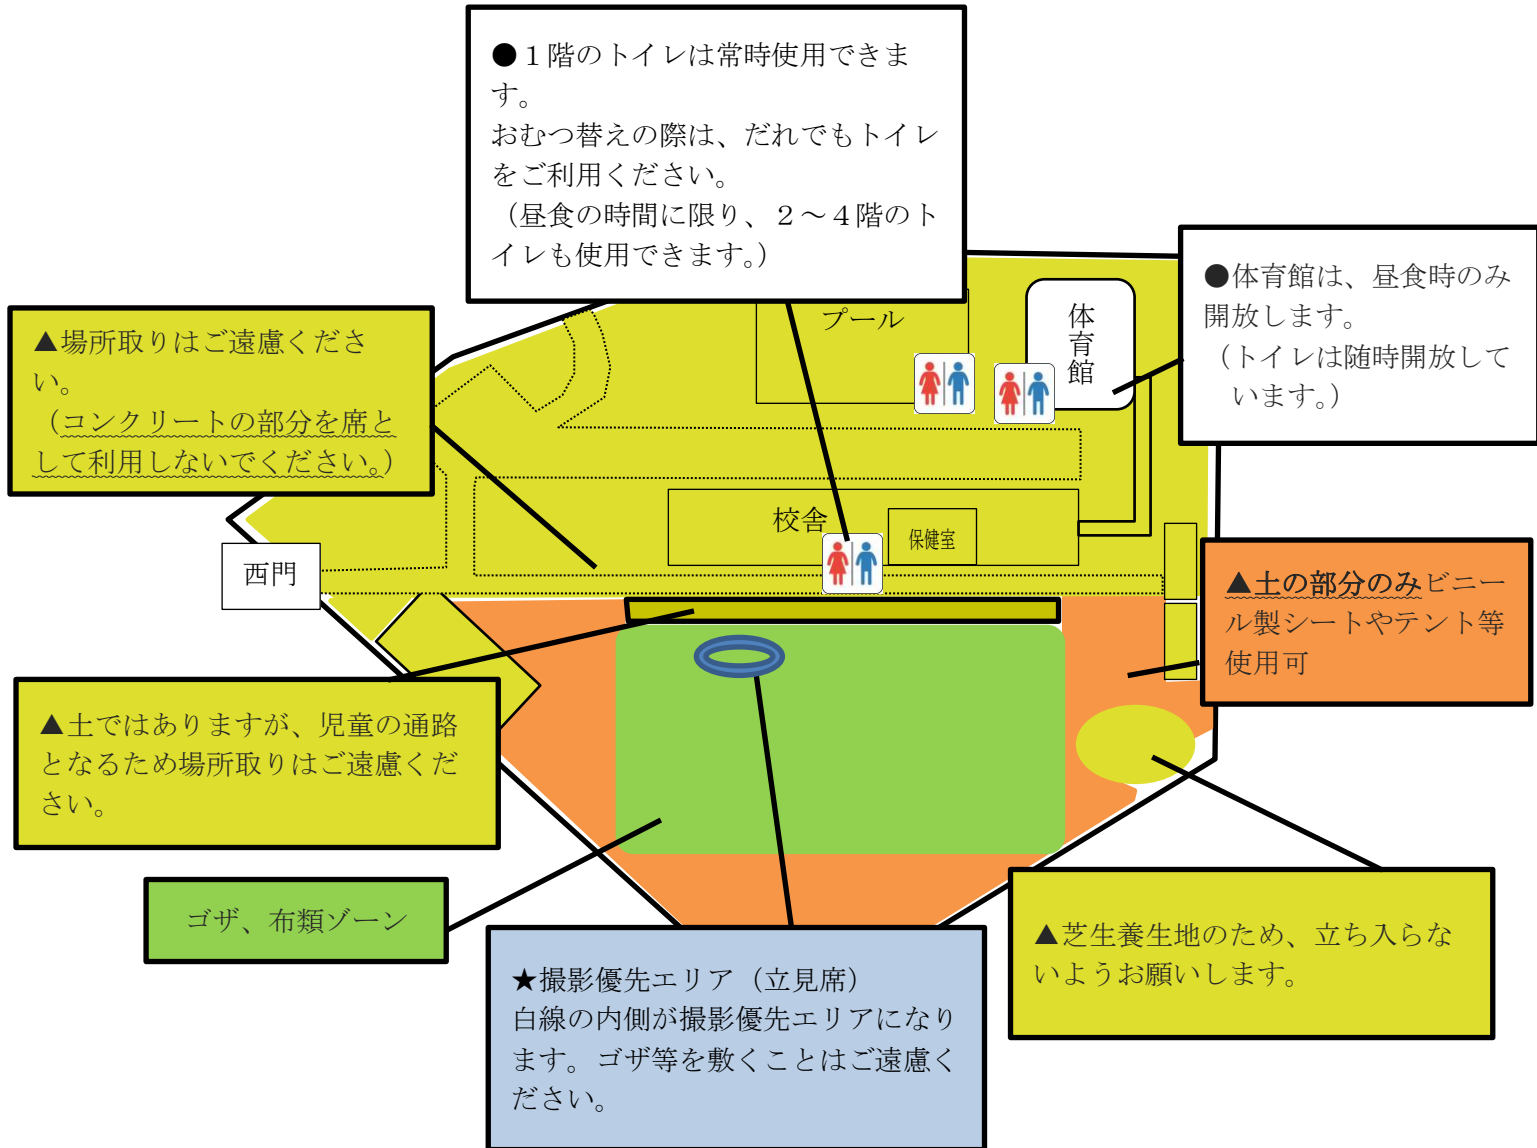 ●１階のトイレは常時使用できま
す。
おむつ替えの際は、だれでもトイレ
をご利用ください。
（昼食の時間に限り、２～４階のト
イレも使用できます。）
●体育館は、昼食時のみ
開放します。
（トイレは随時開放して
います。）
▲場所取りはご遠慮くださ
い。
（コンクリートの部分を席と
して利用しないでください。）
プール
体育館
校舎
保健室
西門
▲土の部分のみビニー
ル製シートやテント等
使用可
▲土ではありますが、児童の通路
となるため場所取りはご遠慮くだ
さい。
ゴザ、布類ゾーン
★撮影優先エリア（立見席）
白線の内側が撮影優先エリアになり
ます。ゴザ等を敷くことはご遠慮く
ださい。
▲芝生養生地のため、立ち入らな
いようお願いします。